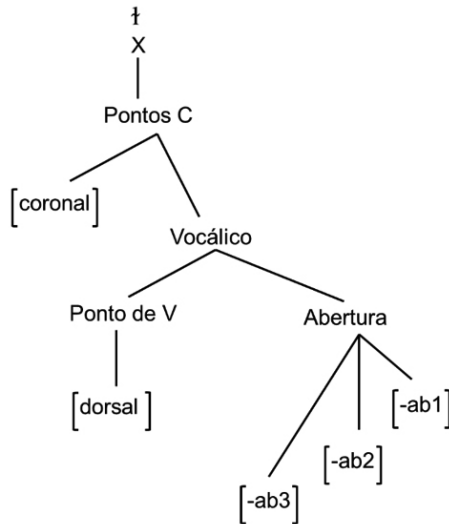 ɫ
X
Pontos C
[coronal]
Vocálico
Ponto de V
Abertura
[dorsal ]
[-ab1]
[-ab2]
[-ab3]